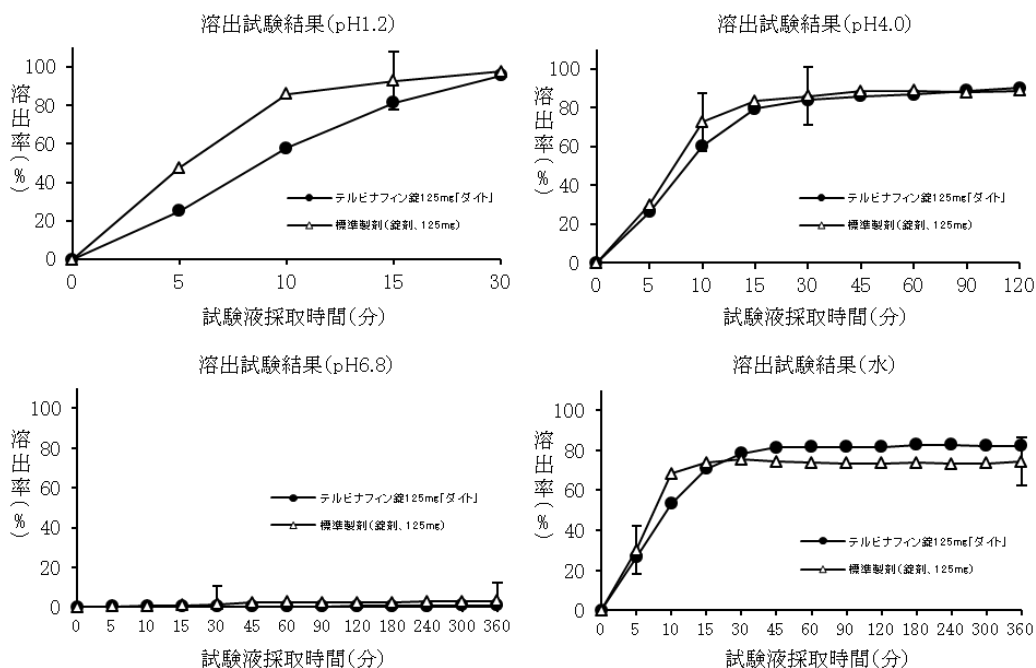 溶出試験結果(pH1.2)
溶出率(%)
100
80
60
40
20
0
テルビナフィン錠125mg「ダイト」
標準製剤(錠剤、125mg)
0 5 10 15 30
試験液採取時間(分)
溶出試験結果(pH4.0)
溶出率(%)
100
80
60
40
20
0
テルビナフィン錠125mg「ダイト」
標準製剤(錠剤、125mg)
0 5 10 15 30 45 60 90 120
試験液採取時間(分)
溶出試験結果(pH6.8)
溶出率(%)
100
80
60
40
20
0
テルビナフィン錠125mg「ダイト」
標準製剤(錠剤、125mg)
0 5 10 15 30 45 60 90 120 180 240 300 360
試験液採取時間(分)
溶出試験結果(水)
溶出率(%)
100
80
60
40
20
0
テルビナフィン錠125mg「ダイト」
標準製剤(錠剤、125mg)
0 5 10 15 30 45 60 90 120 180 240 300 360
試験液採取時間(分)